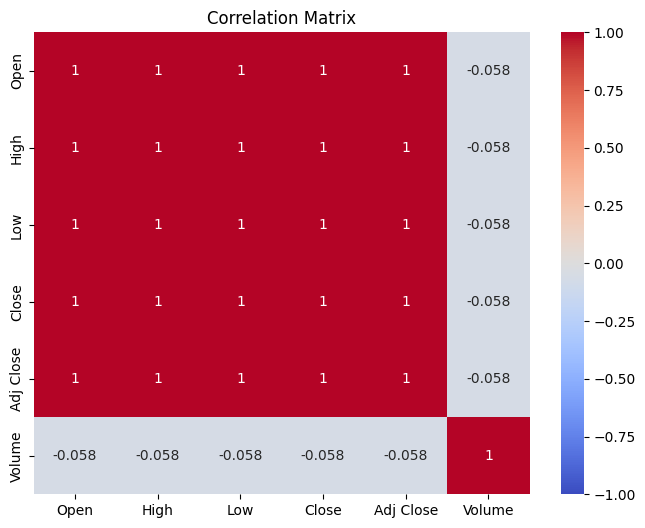 Correlation Matrix
Open 1 1 1 1 1 -0.058
High 1 1 1 1 1 -0.058
Low 1 1 1 1 1 -0.058
Close 1 1 1 1 1 -0.058
Adj Close 1 1 1 1 1 -0.058
Volume -0.058 -0.058 -0.058 -0.058 -0.058 1
Open High Low Close Adj Close Volume
1.00
0.75
0.50
0.25
0.00
−0.25
−0.50
−0.75
−1.00